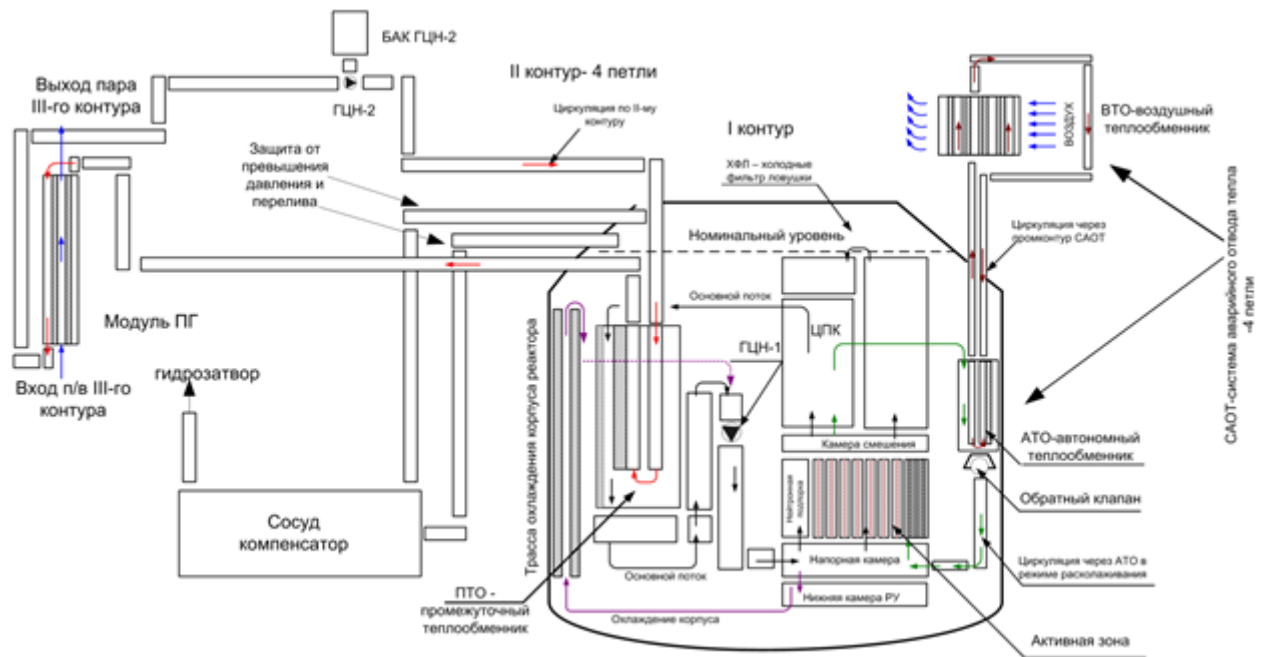 БАК ГЦН-2
ГЦН-2
Выход пара
III-го контура
II контур- 4 петли
Циркуляция по II-му
контуру
Защита от
превышения
давления и
перелива
I контур
ХФЛ – холодные
фильтр ловушки
Номинальный уровень
ВОЗДУХ
ВТО-воздушный
теплообменник
Циркуляция через
промконтур САОТ
САОТ-система аварийного отвода тепла
-4 петли
Модуль ПГ
Вход п/в III-го
контура
гидрозатвор
Сосуд
компенсатор
Трасса охлаждения корпуса реактора
Основной поток
ГЦН-1
ЦПК
Камера смешения
Нейтронная
подпорка
Напорная камера
Нижняя камера РУ
Основной поток
Охлаждение корпуса
ПТО -
промежуточный
теплообменник
АТО-автономный
теплообменник
Обратный клапан
Циркуляция через АТО в
режиме расхолаживания
Активная зона